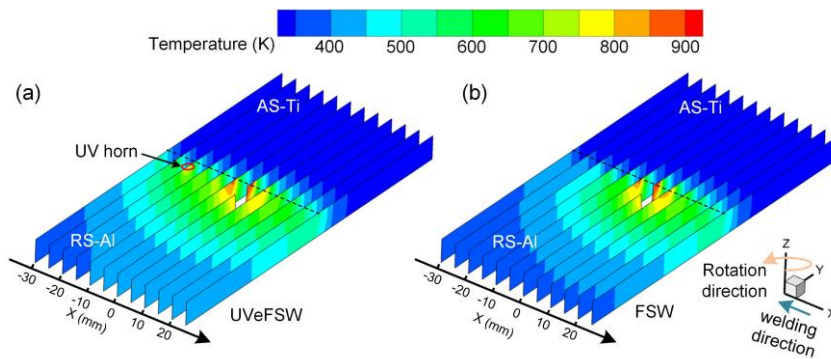 Temperature (K) 400 500 600 700 800 900
(a)
AS-Ti
UV horn
RS-Al
-30
-20
-10
0
10
20
X (mm)
UVeFSW
(b)
AS-Ti
RS-Al
-30
-20
-10
0
10
20
X (mm)
FSW
Z
Y
X
Rotation
direction
welding
direction